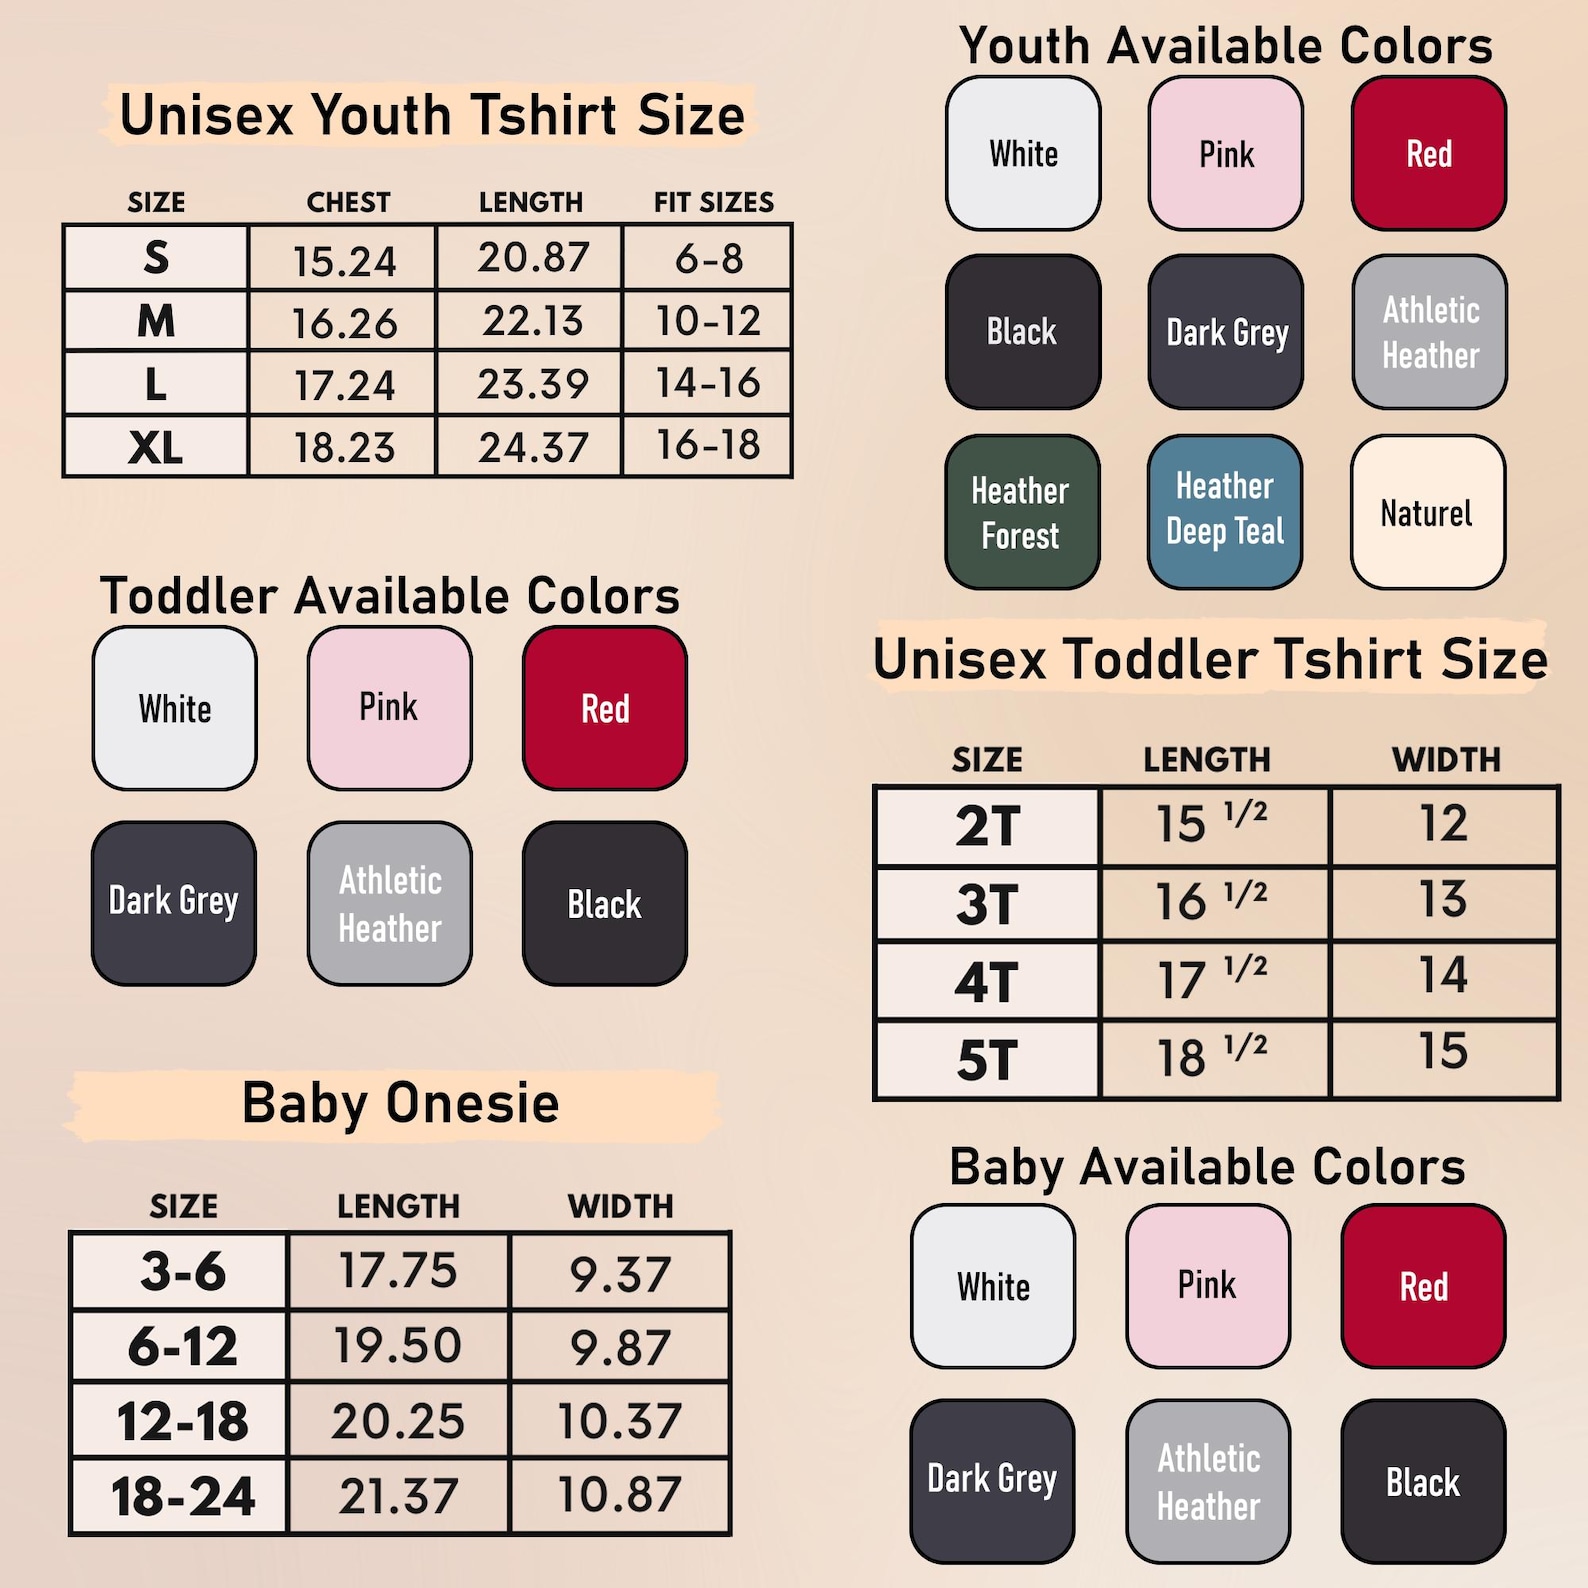 Unisex Youth Tshirt Size
SIZE CHEST LENGTH FIT SIZES
S 15.24 20.87 6-8
M 16.26 22.13 10-12
L 17.24 23.39 14-16
XL 18.23 24.37 16-18
Youth Available Colors
White Pink Red
Black Dark Grey Athletic
Heather
Heather
Forest
Heather
Deep Teal
Naturel
Toddler Available Colors
White Pink Red
Dark Grey Athletic
Heather
Black
Unisex Toddler Tshirt Size
SIZE LENGTH WIDTH
2T 15 1/2 12
3T 16 1/2 13
4T 17 1/2 14
5T 18 1/2 15
Baby Onesie
SIZE LENGTH WIDTH
3-6 17.75 9.37
6-12 19.50 9.87
12-18 20.25 10.37
18-24 21.37 10.87
Baby Available Colors
White Pink Red
Dark Grey Athletic
Heather
Black